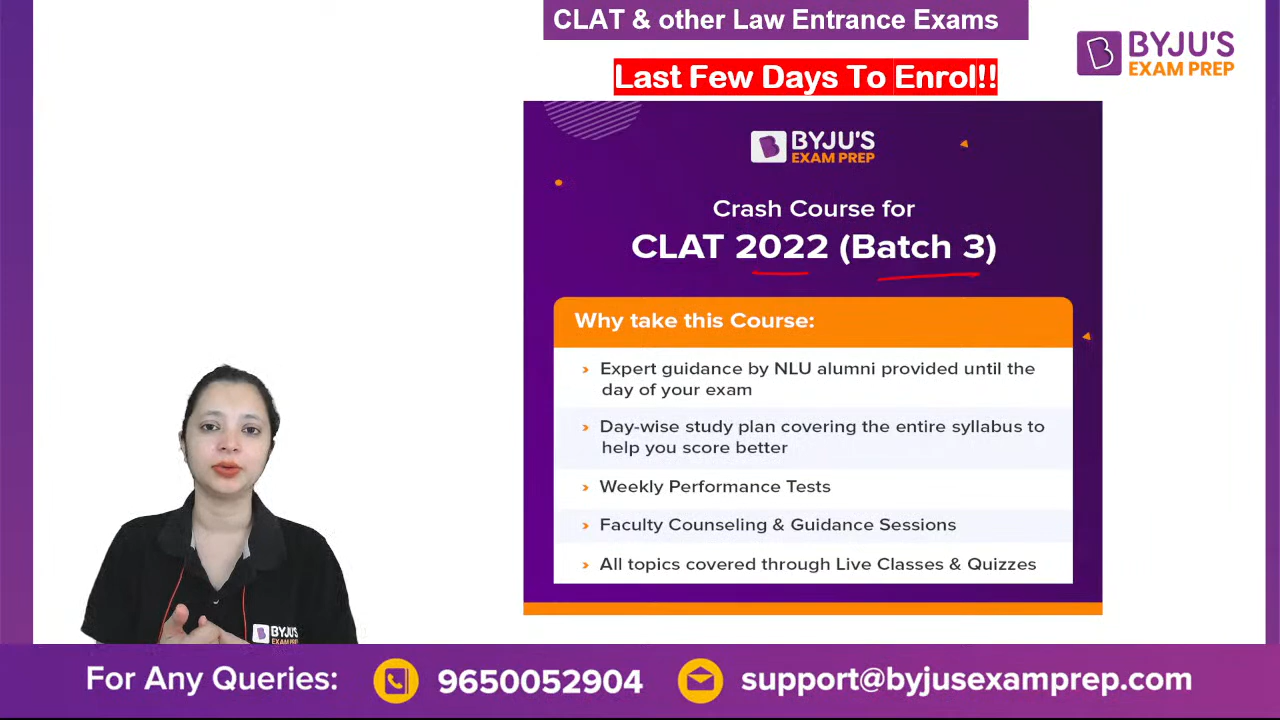 CLAT & other Law Entrance Exams
BYJU'S
EXAM PREP
Last Few Days To Enrol!!
BYJU'S
EXAM PREP
Crash Course for
CLAT 2022 (Batch 3)
Why take this Course:
Expert guidance by NLU alumni provided until the
day of your exam
Day-wise study plan covering the entire syllabus to
help you score better
Weekly Performance Tests
Faculty Counseling & Guidance Sessions
All topics covered through Live Classes & Quizzes
BYJU'S
EXAM PREP
For Any Queries:
9650052904
support@byjusexamprep.com